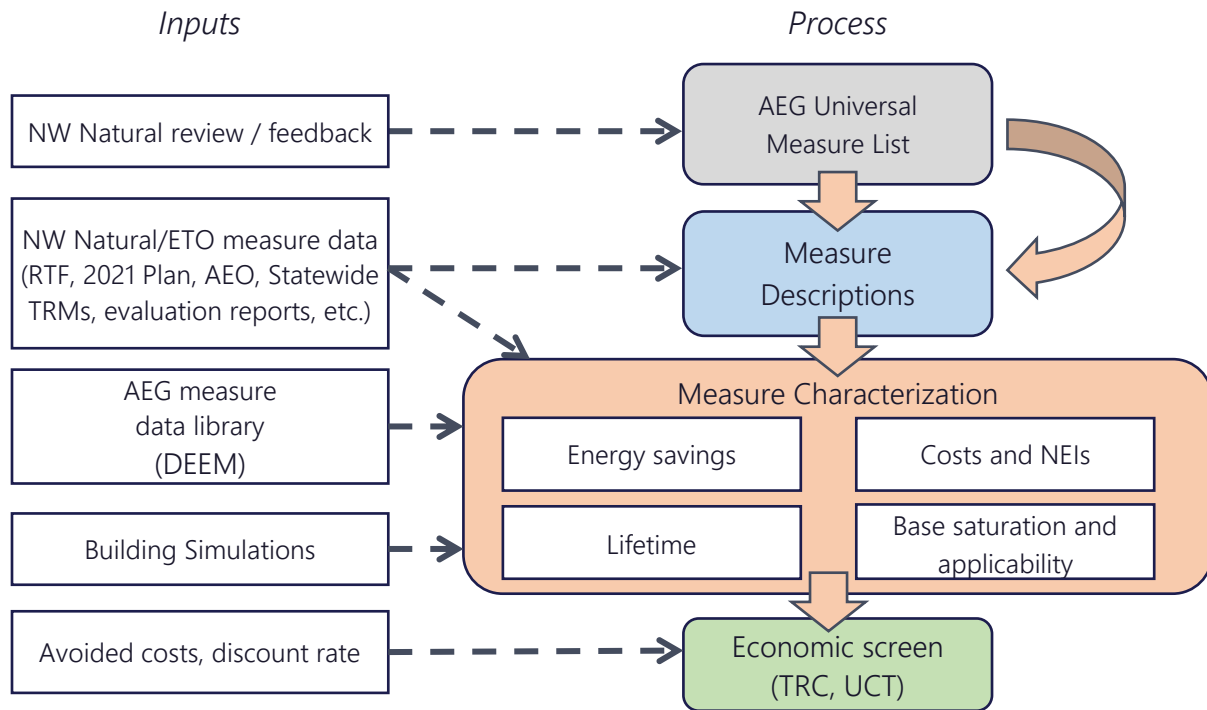 Inputs
Process
NW Natural review / feedback
AEG Universal
Measure List
NW Natural/ETO measure data
(RTF, 2021 Plan, AEO, Statewide
TRMs, evaluation reports, etc.)
Measure
Descriptions
AEG measure
data library
(DEEM)
Measure Characterization
Energy savings
Costs and NEIs
Building Simulations
Lifetime
Base saturation and
applicability
Avoided costs, discount rate
Economic screen
(TRC, UCT)